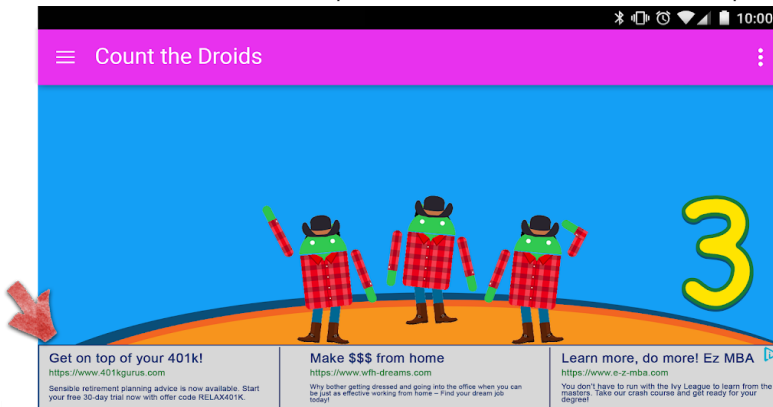 10:00
Count the Droids
3
Get on top of your 401k!
https://www.401kgurus.com
Sensible retirement planning advice is now available. Start
your free 30-day trial now with offer code RELAX401K.
Make $$$ from home
https://www.wfh-dreams.com
Why bother getting dressed and going into the office when you can
be just as effective working from home – Find your dream job
today!
Learn more, do more! Ez MBA
https://www.e-z-mba.com
You don't have to run with the Ivy League to learn from the
masters. Take our crash course and get ready for your
degree!